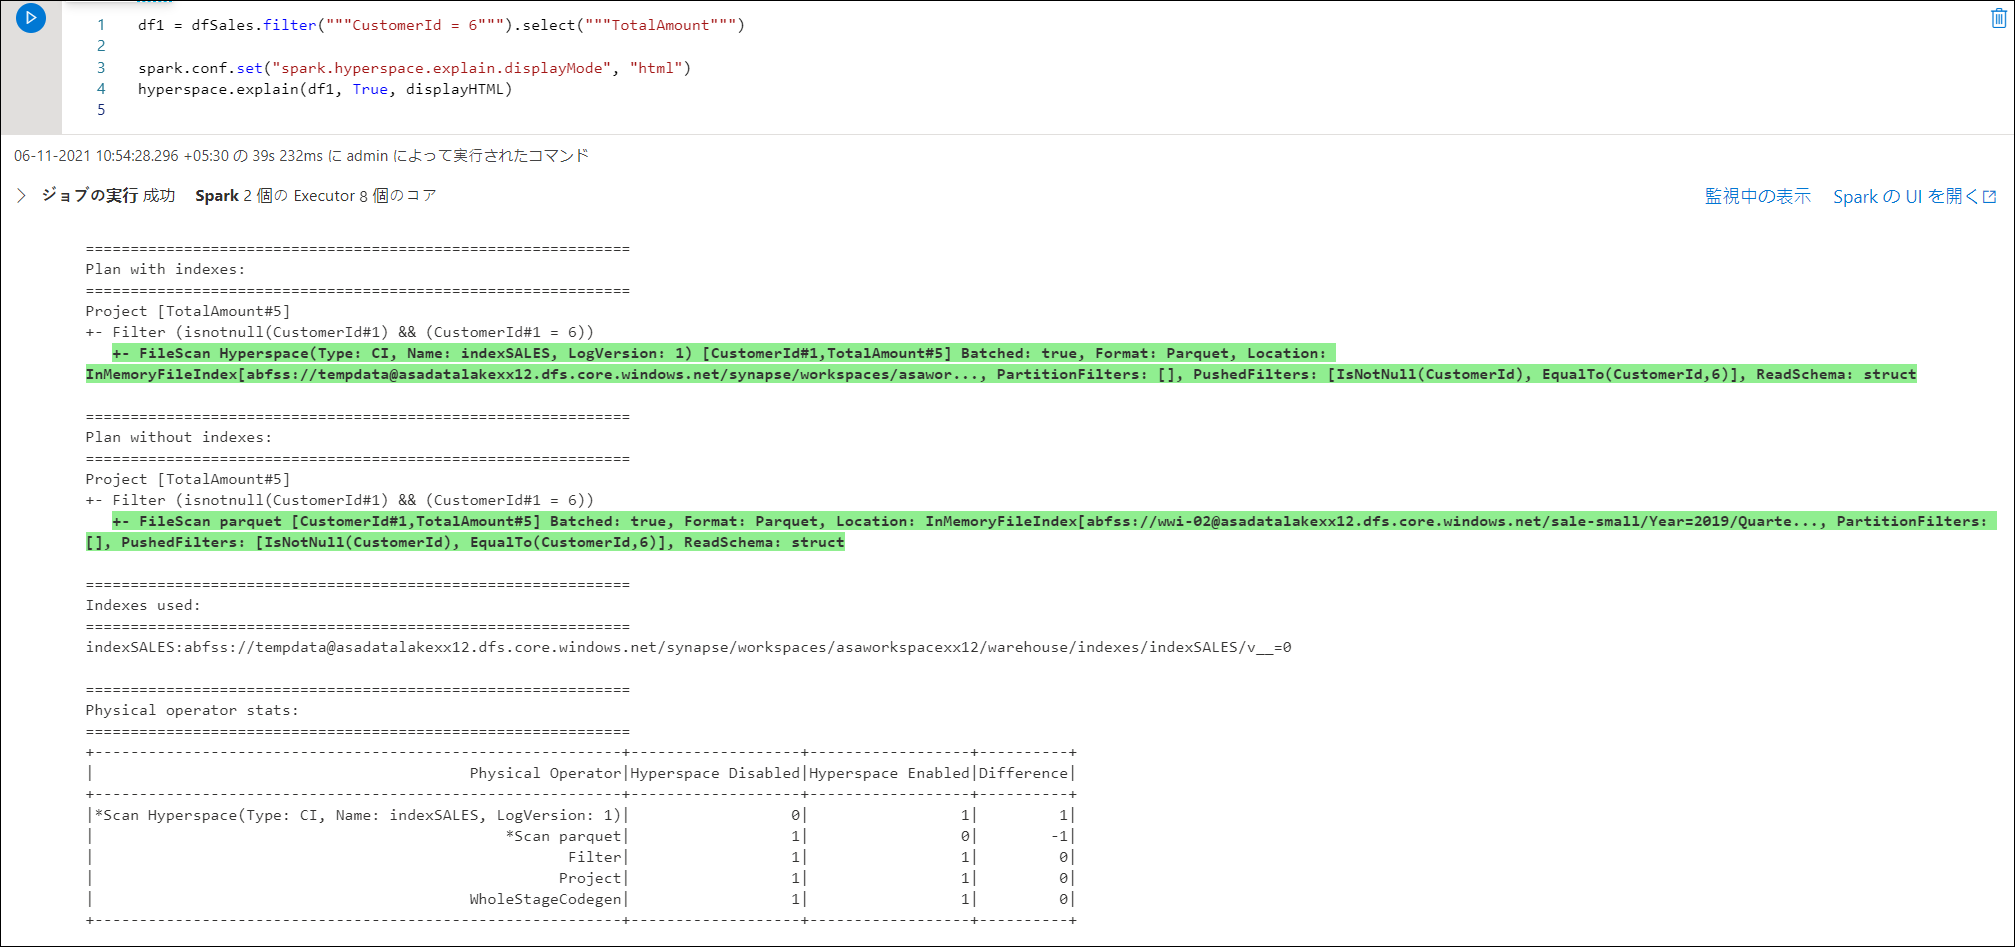 1 df1 = dfSales.filter("""CustomerId = 6""").select("""TotalAmount""")
2
3 spark.conf.set("spark.hyperspace.explain.displayMode", "html")
4 hyperspace.explain(df1, True, displayHTML)
5
06-11-2021 10:54:28.296 +05:30 の 39s 232ms に admin によって実行されたコマンド
ジョブの実行 成功 Spark 2 個の Executor 8 個のコア 監視中の表示 Spark の UI を開く
=============================================================
Plan with indexes:
=============================================================
Project [TotalAmount#5]
+- Filter (isnotnull(CustomerId#1) && (CustomerId#1 = 6))
   +- FileScan Hyperspace(Type: CI, Name: indexSALES, LogVersion: 1) [CustomerId#1,TotalAmount#5] Batched: true, Format: Parquet, Location:
InMemoryFileIndex[abfss://tempdata@asadatalakexx12.dfs.core.windows.net/synapse/workspaces/asawor..., PartitionFilters: [], PushedFilters: [IsNotNull(CustomerId), EqualTo(CustomerId,6)], ReadSchema: struct
=============================================================
Plan without indexes:
=============================================================
Project [TotalAmount#5]
+- Filter (isnotnull(CustomerId#1) && (CustomerId#1 = 6))
   +- FileScan parquet [CustomerId#1,TotalAmount#5] Batched: true, Format: Parquet, Location: InMemoryFileIndex[abfss://wwi-02@asadatalakexx12.dfs.core.windows.net/sale-small/Year=2019/Quarte..., PartitionFilters:
[], PushedFilters: [IsNotNull(CustomerId), EqualTo(CustomerId,6)], ReadSchema: struct
=============================================================
Indexes used:
=============================================================
indexSALES:abfss://tempdata@asadatalakexx12.dfs.core.windows.net/synapse/workspaces/asaworkspacexx12/warehouse/indexes/indexSALES/v__=0
=============================================================
Physical operator stats:
=============================================================
+-----------------------------------------------------------+-------------------+------------------+----------+
|                                          Physical Operator|Hyperspace Disabled|Hyperspace Enabled|Difference|
+-----------------------------------------------------------+-------------------+------------------+----------+
|*Scan Hyperspace(Type: CI, Name: indexSALES, LogVersion: 1)|                  0|                 1|         1|
|                                              *Scan parquet|                  1|                 0|        -1|
|                                                     Filter|                  1|                 1|         0|
|                                                    Project|                  1|                 1|         0|
|                                          WholeStageCodegen|                  1|                 1|         0|
+-----------------------------------------------------------+-------------------+------------------+----------+